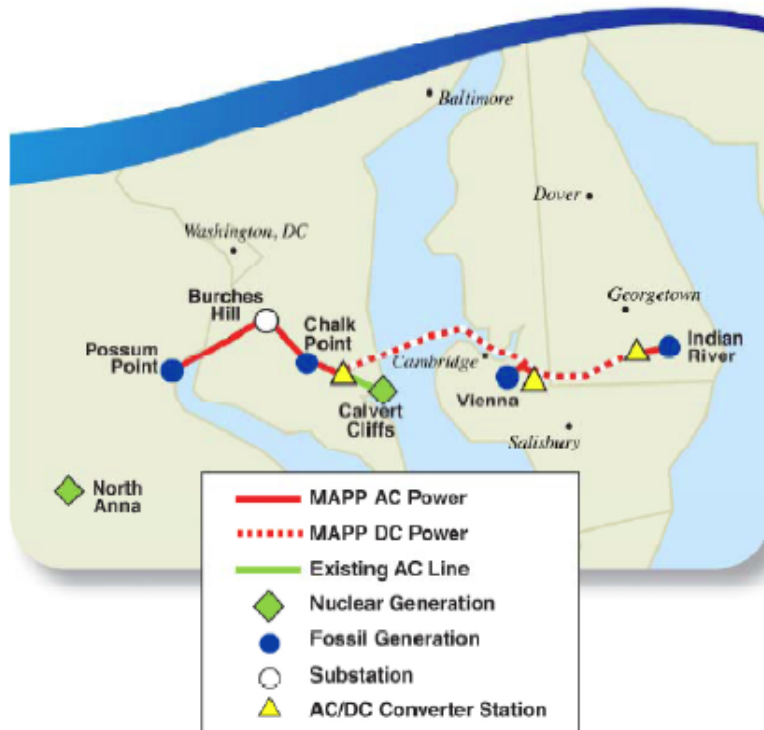 Baltimore
Dover
Washington, DC
Georgetown
Burches
Hill
Chalk
Point
Indian
River
Possum
Point
Cambridge
Vienna
Calvert
Cliffs
Salisbury
North
Anna
MAPP AC Power
MAPP DC Power
Existing AC Line
Nuclear Generation
Fossil Generation
Substation
AC/DC Converter Station